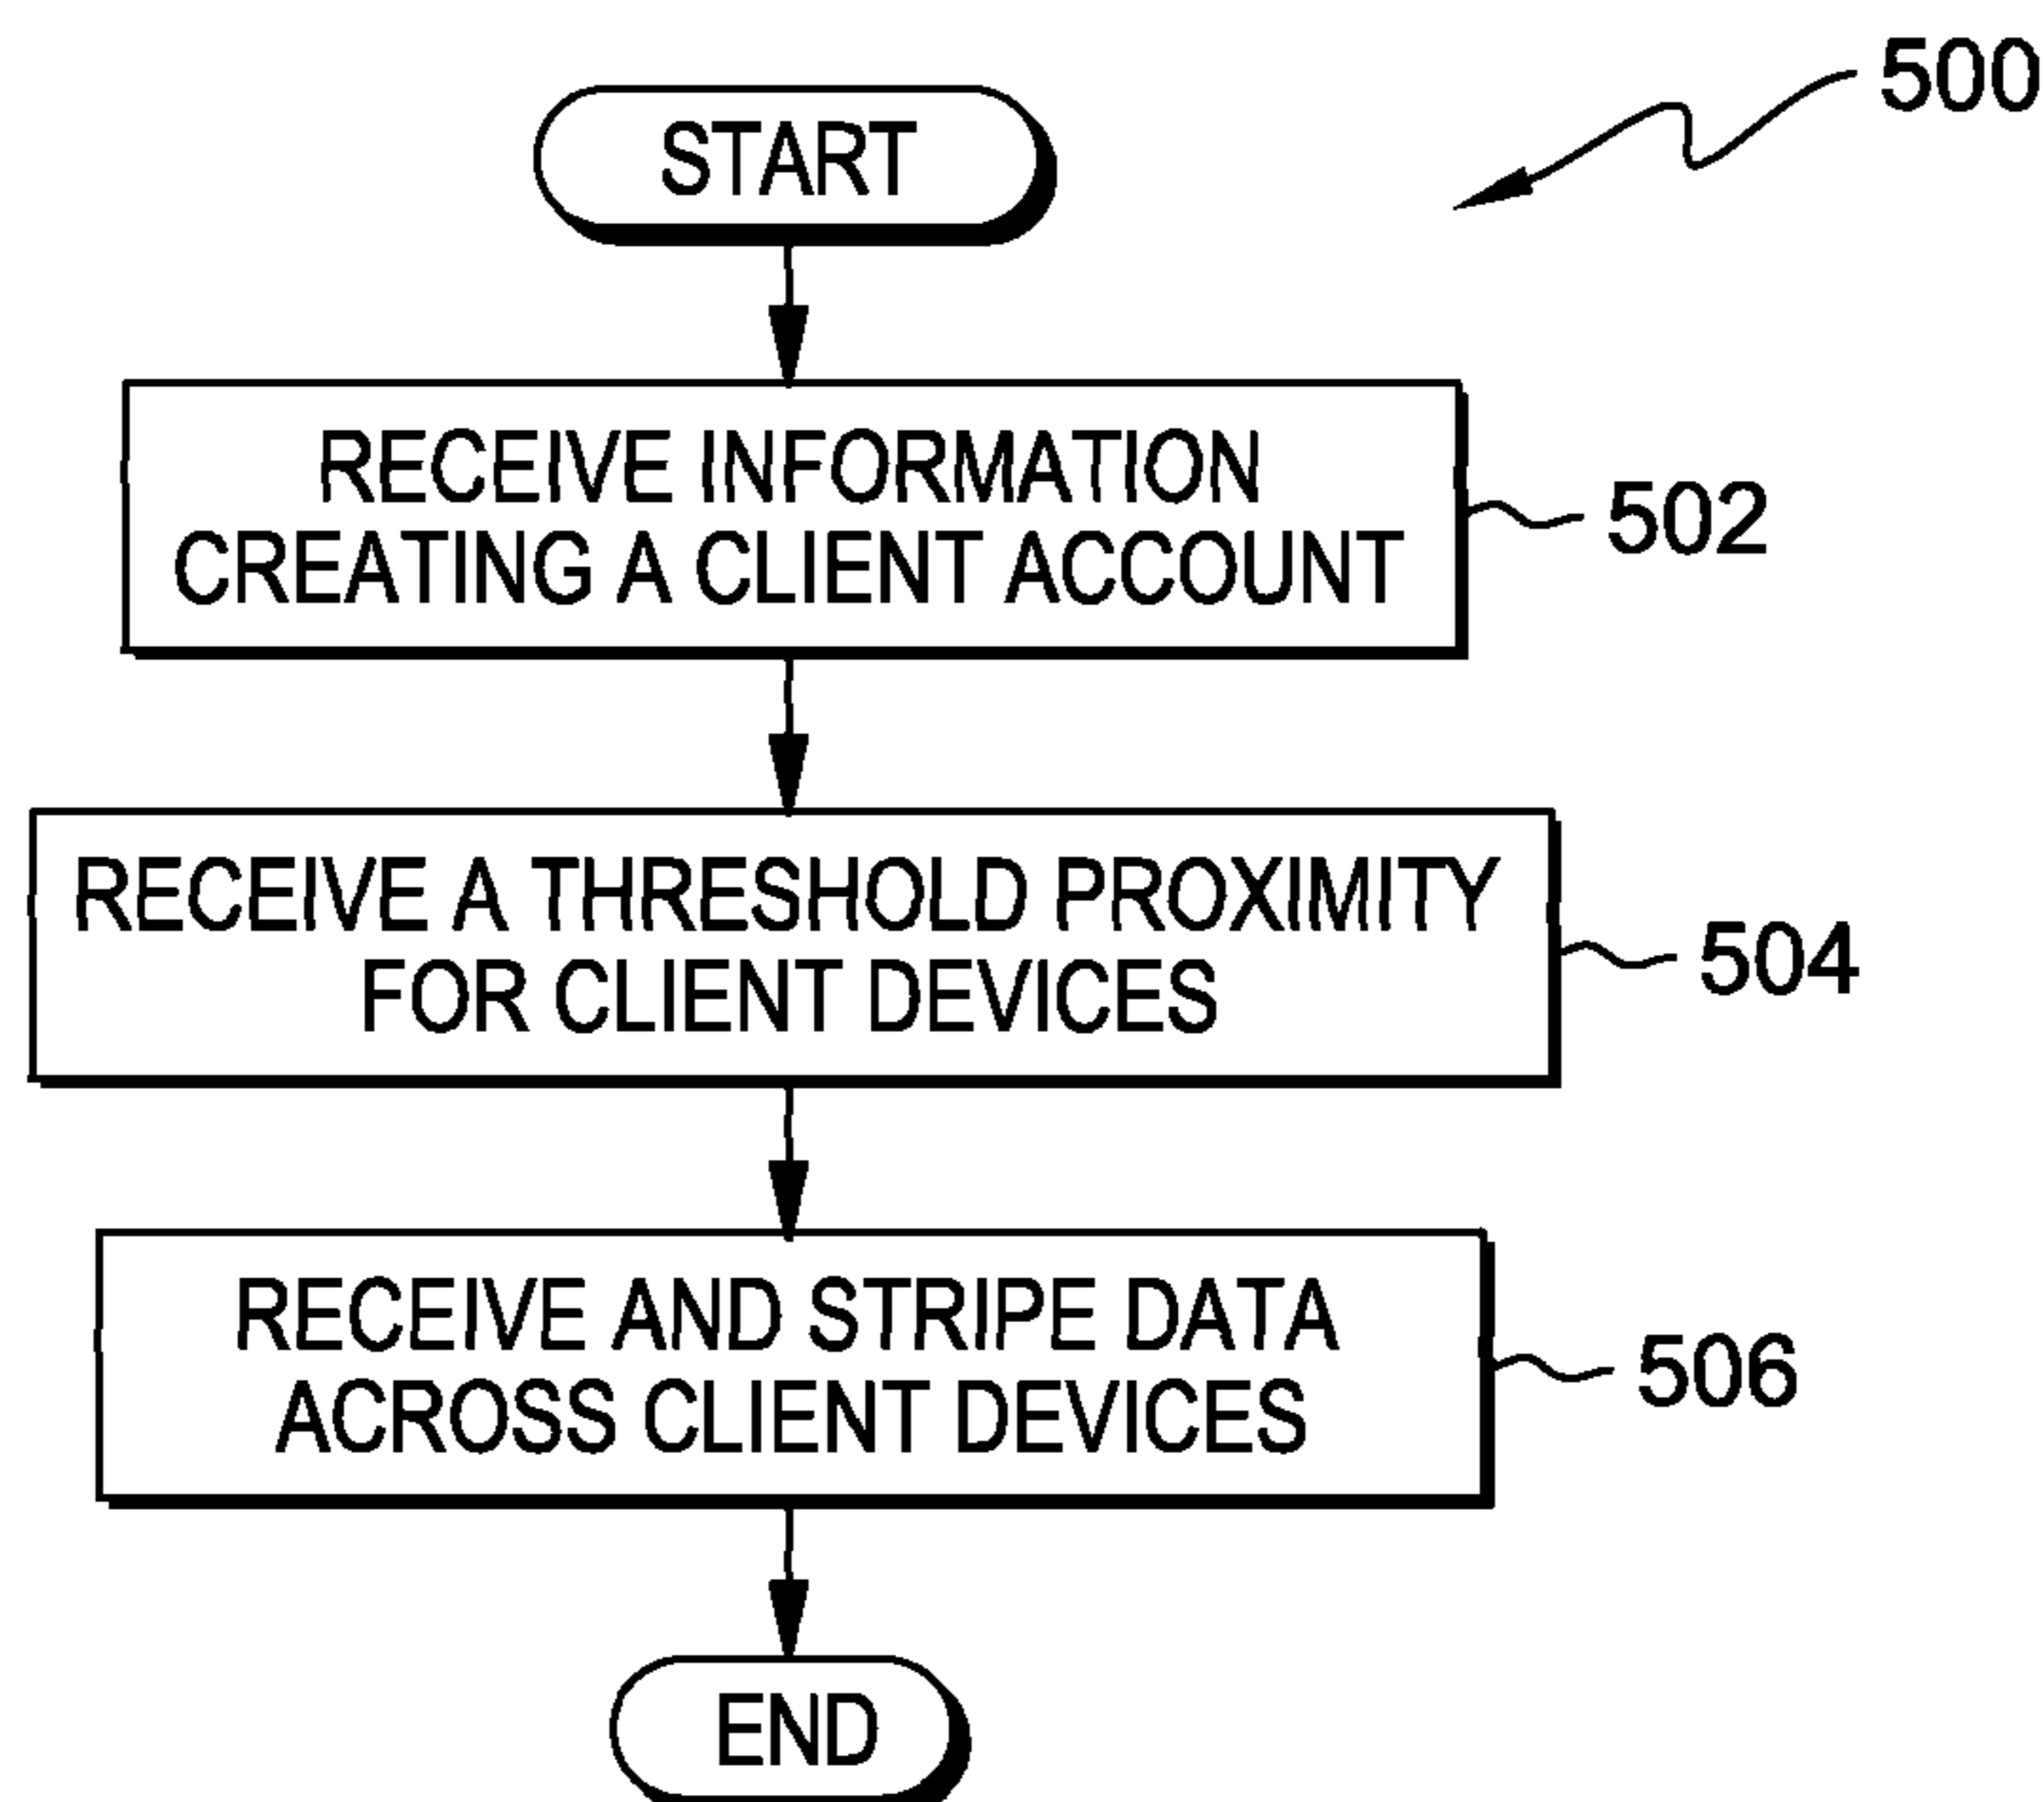 500
START
RECEIVE INFORMATION
CREATING A CLIENT ACCOUNT
502
RECEIVE A THRESHOLD PROXIMITY
FOR CLIENT DEVICES
504
RECEIVE AND STRIPE DATA
ACROSS CLIENT DEVICES
506
END